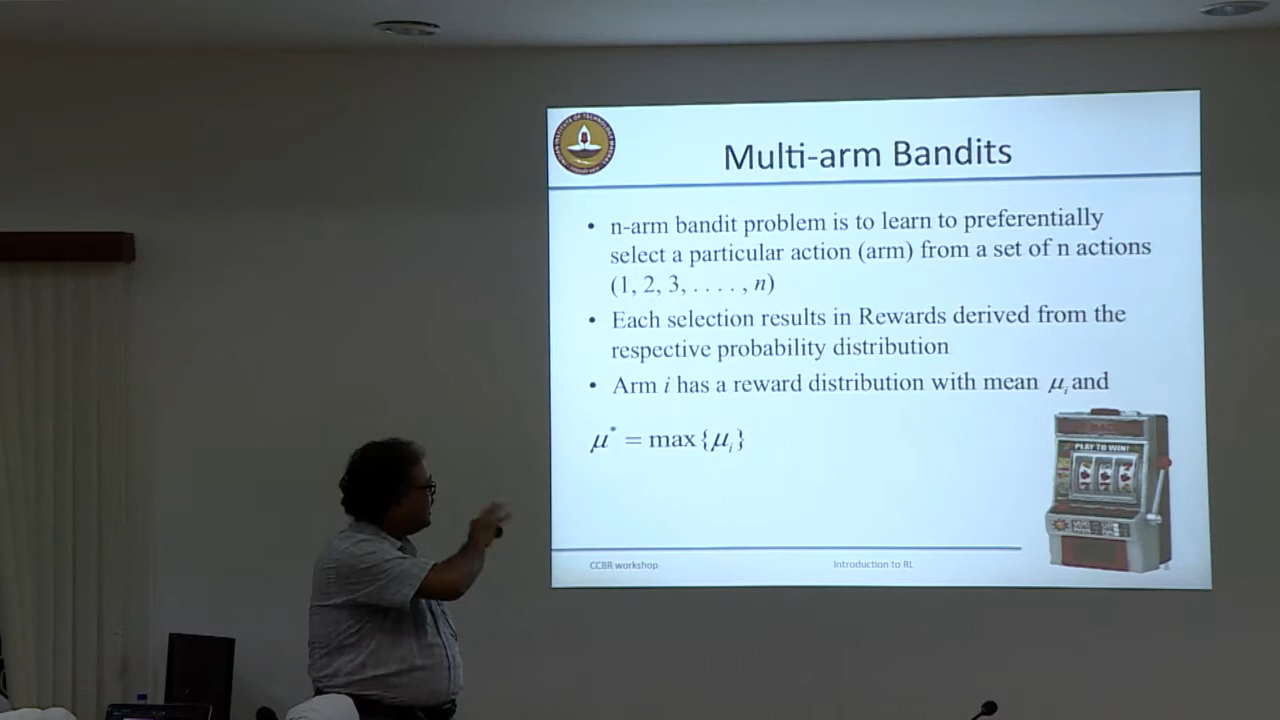 Multi-arm Bandits
• n-arm bandit problem is to learn to preferentially
select a particular action (arm) from a set of n actions
(1, 2, 3, . . . . , n)
• Each selection results in Rewards derived from the
respective probability distribution
• Arm i has a reward distribution with mean μᵢ and
μ* = max{μᵢ}
PLAY TO WIN!
CCBR workshop
Introduction to RL